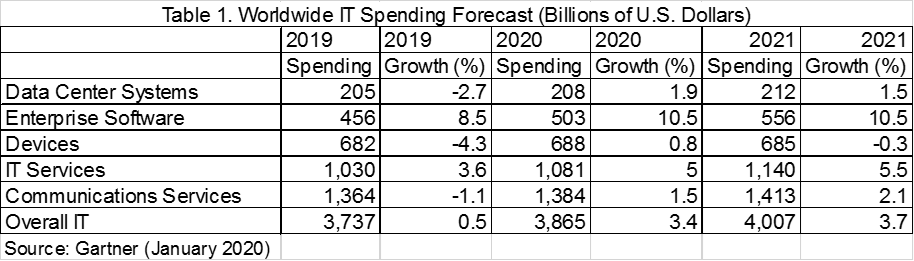 Table 1. Worldwide IT Spending Forecast (Billions of U.S. Dollars)
2019 2019 2020 2020 2021 2021
Spending Growth (%) Spending Growth (%) Spending Growth (%)
Data Center Systems 205 -2.7 208 1.9 212 1.5
Enterprise Software 456 8.5 503 10.5 556 10.5
Devices 682 -4.3 688 0.8 685 -0.3
IT Services 1,030 3.6 1,081 5 1,140 5.5
Communications Services 1,364 -1.1 1,384 1.5 1,413 2.1
Overall IT 3,737 0.5 3,865 3.4 4,007 3.7
Source: Gartner (January 2020)